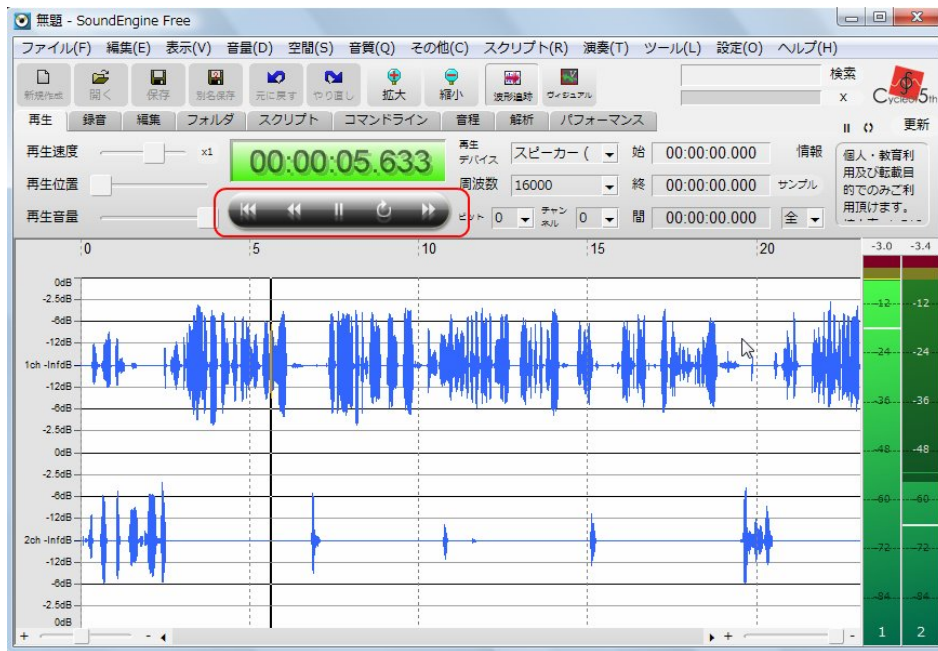 無題 - SoundEngine Free
ファイル(F) 編集(E) 表示(V) 音量(D) 空間(S) 音質(Q) その他(C) スクリプト(R) 演奏(T) ツール(L) 設定(O) ヘルプ(H)
新規作成 開く 保存 別名保存 元に戻す やり直し 拡大 縮小 波形追跡 ヴィジュアル 検索 x Cycle of 5th
再生 録音 編集 フォルダ スクリプト コマンドライン 音程 解析 パフォーマンス 更新
再生速度 x1 00:00:05.633 再生デバイス スピーカー ( 始 00:00:00.000 情報
再生位置 周波数 16000 終 00:00:00.000 サンプル
再生音量 ビット 0 チャンネル 0 間 00:00:00.000 全
個人・教育利
用及び転載目
的でのみご利
用頂けます。
0 5 10 15 20 -3.0 -3.4
0dB
-2.5dB
-6dB
-12dB
1ch -InfdB
-12dB
-6dB
-2.5dB
0dB
-2.5dB
-6dB
-12dB
2ch -InfdB
-12dB
-6dB
-2.5dB
0dB
-12 -12
-24 -24
-36 -36
-48 -48
-60 -60
-72 -72
-84 -84
+ - + - 1 2